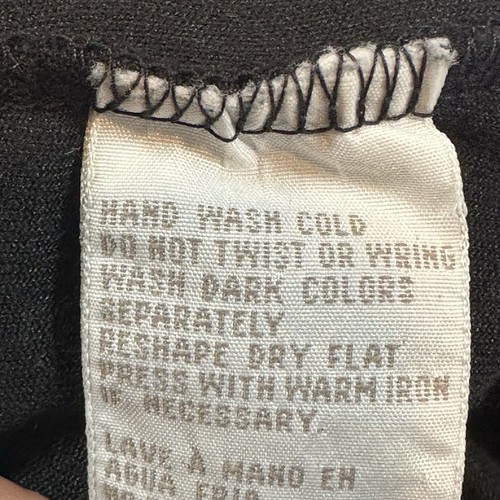 HAND WASH COLD
DO NOT TWIST OR WRING
WASH DARK COLORS
SEPARATELY
RESHAPE DRY FLAT
PRESS WITH WARM IRON
IF NECESSARY.
LAVE À MANO EN
AGUA FRIA